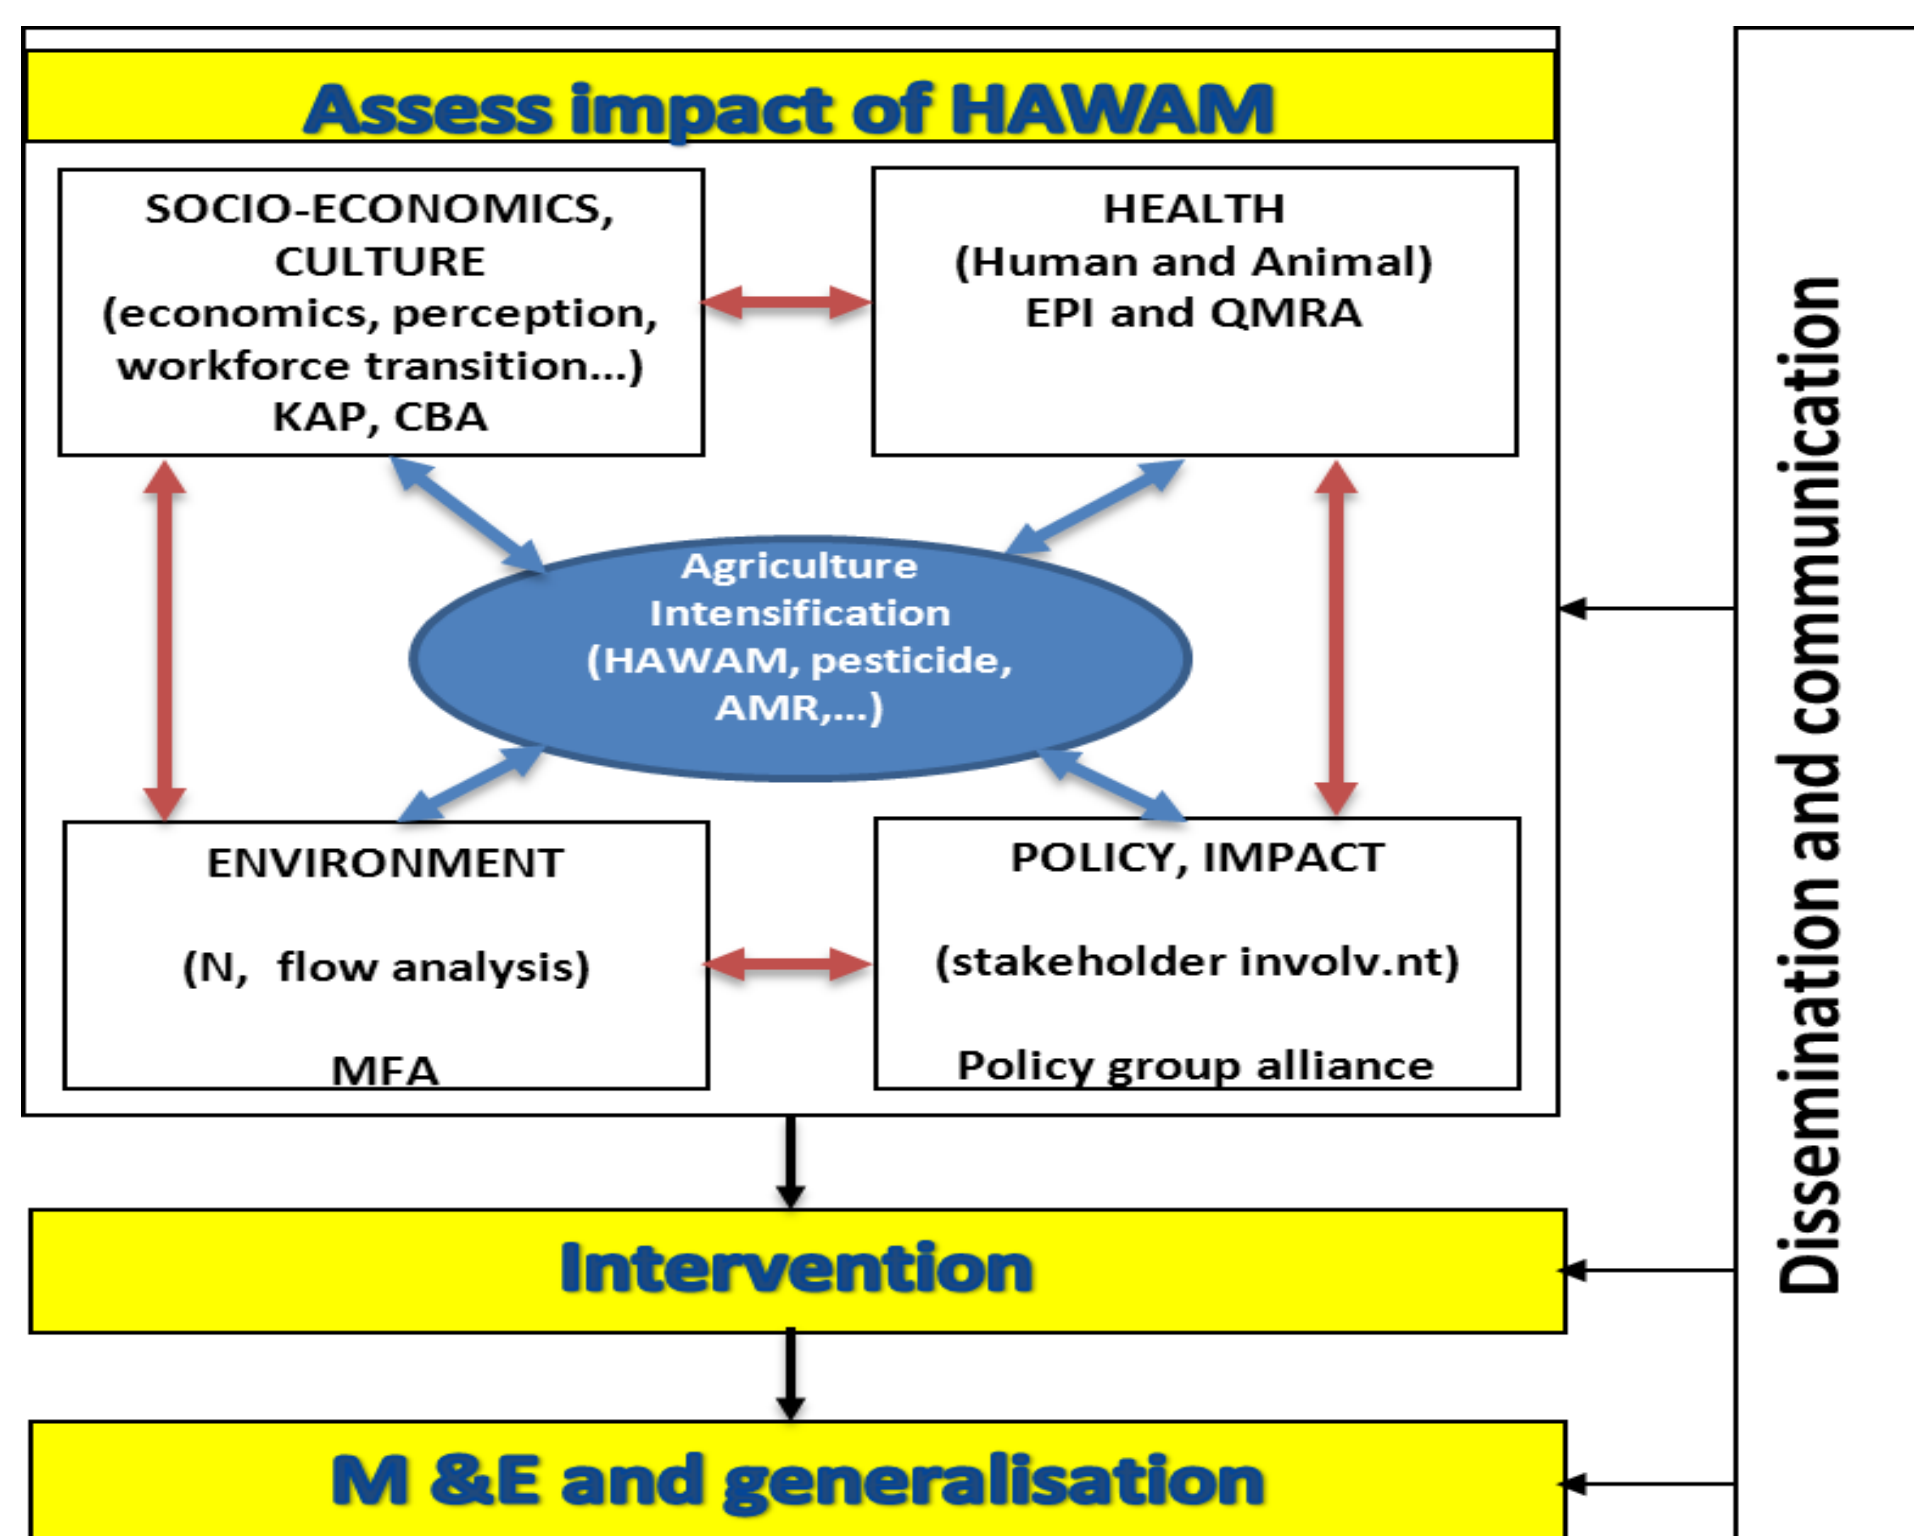 Assess impact of HAWAM
SOCIO-ECONOMICS,
CULTURE
(economics, perception,
workforce transition...)
KAP, CBA
HEALTH
(Human and Animal)
EPI and QMRA
Agriculture
Intensification
(HAWAM, pesticide,
AMR,...)
ENVIRONMENT
(N,  flow analysis)
MFA
POLICY, IMPACT
(stakeholder involv.nt)
Policy group alliance
Intervention
M &E and generalisation
Dissemination and communication